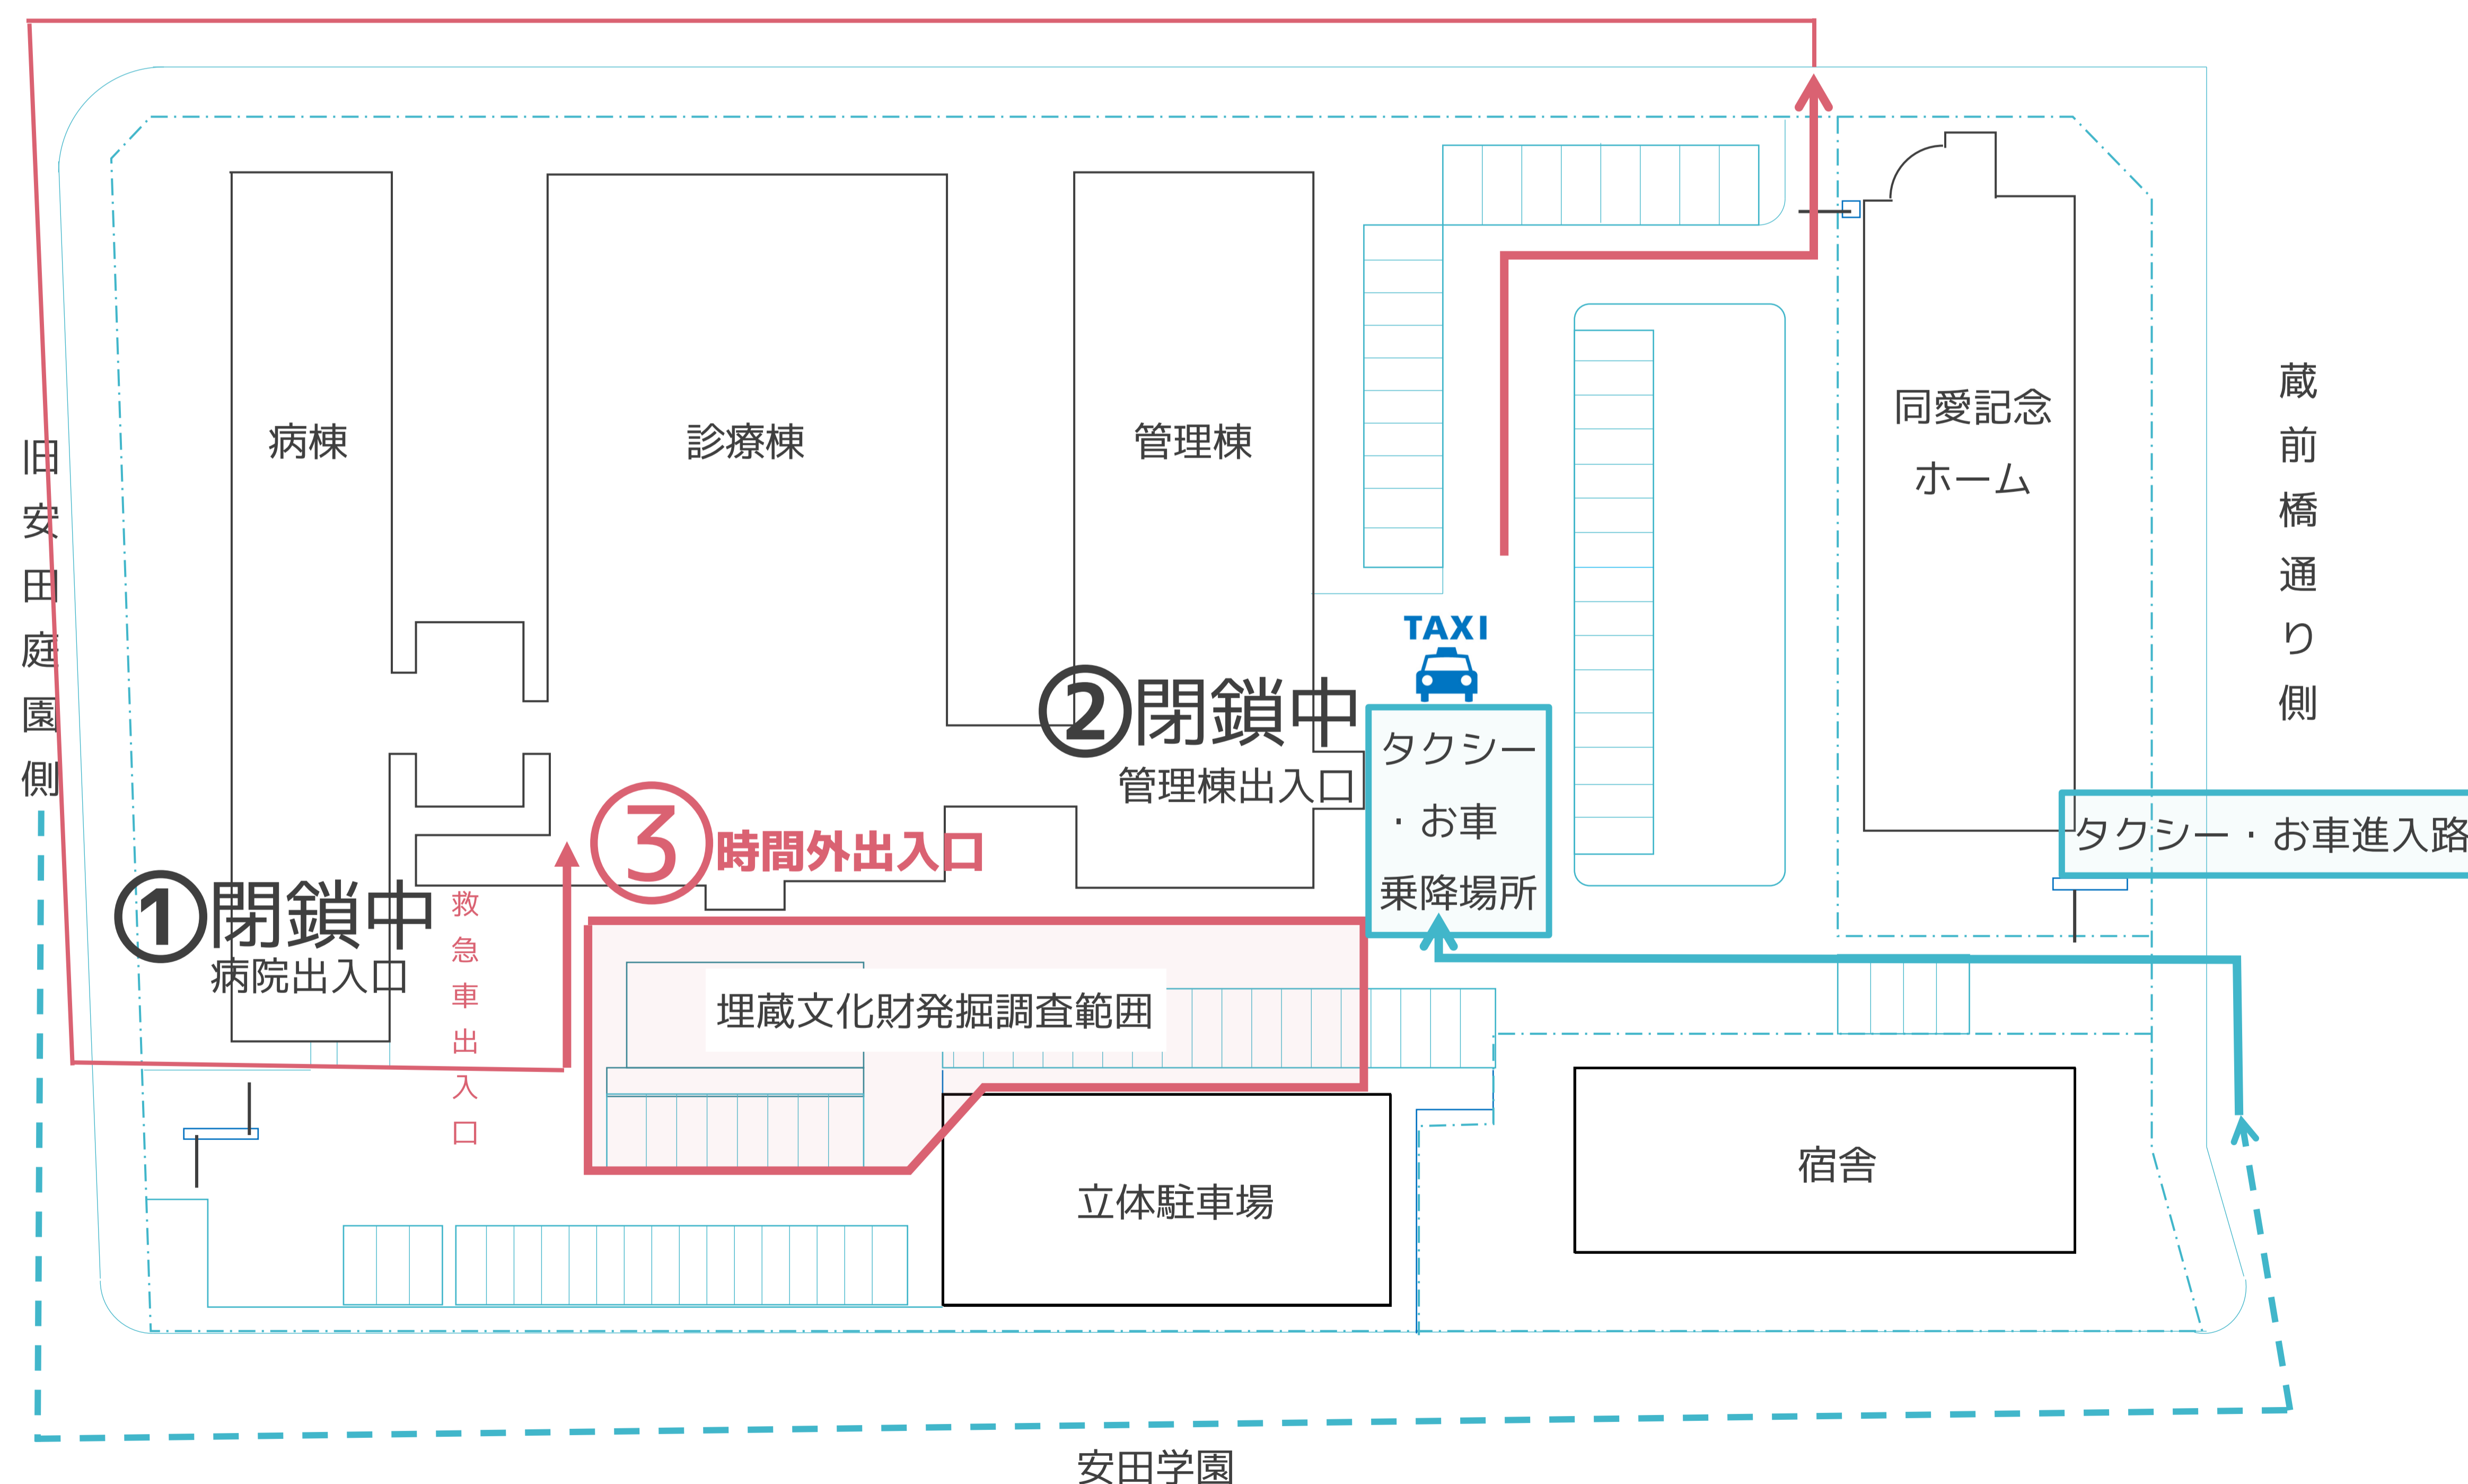 病棟
診療棟
管理棟
同愛記念
ホーム
旧安田庭園側
蔵前橋通り側
TAXI
②閉鎖中
管理棟出入口
タクシー
・お車
乗降場所
タクシー・お車進入路
③時間外出入口
①閉鎖中
病院出入口
救急車出入口
埋蔵文化財発掘調査範囲
立体駐車場
宿舎
安田学園